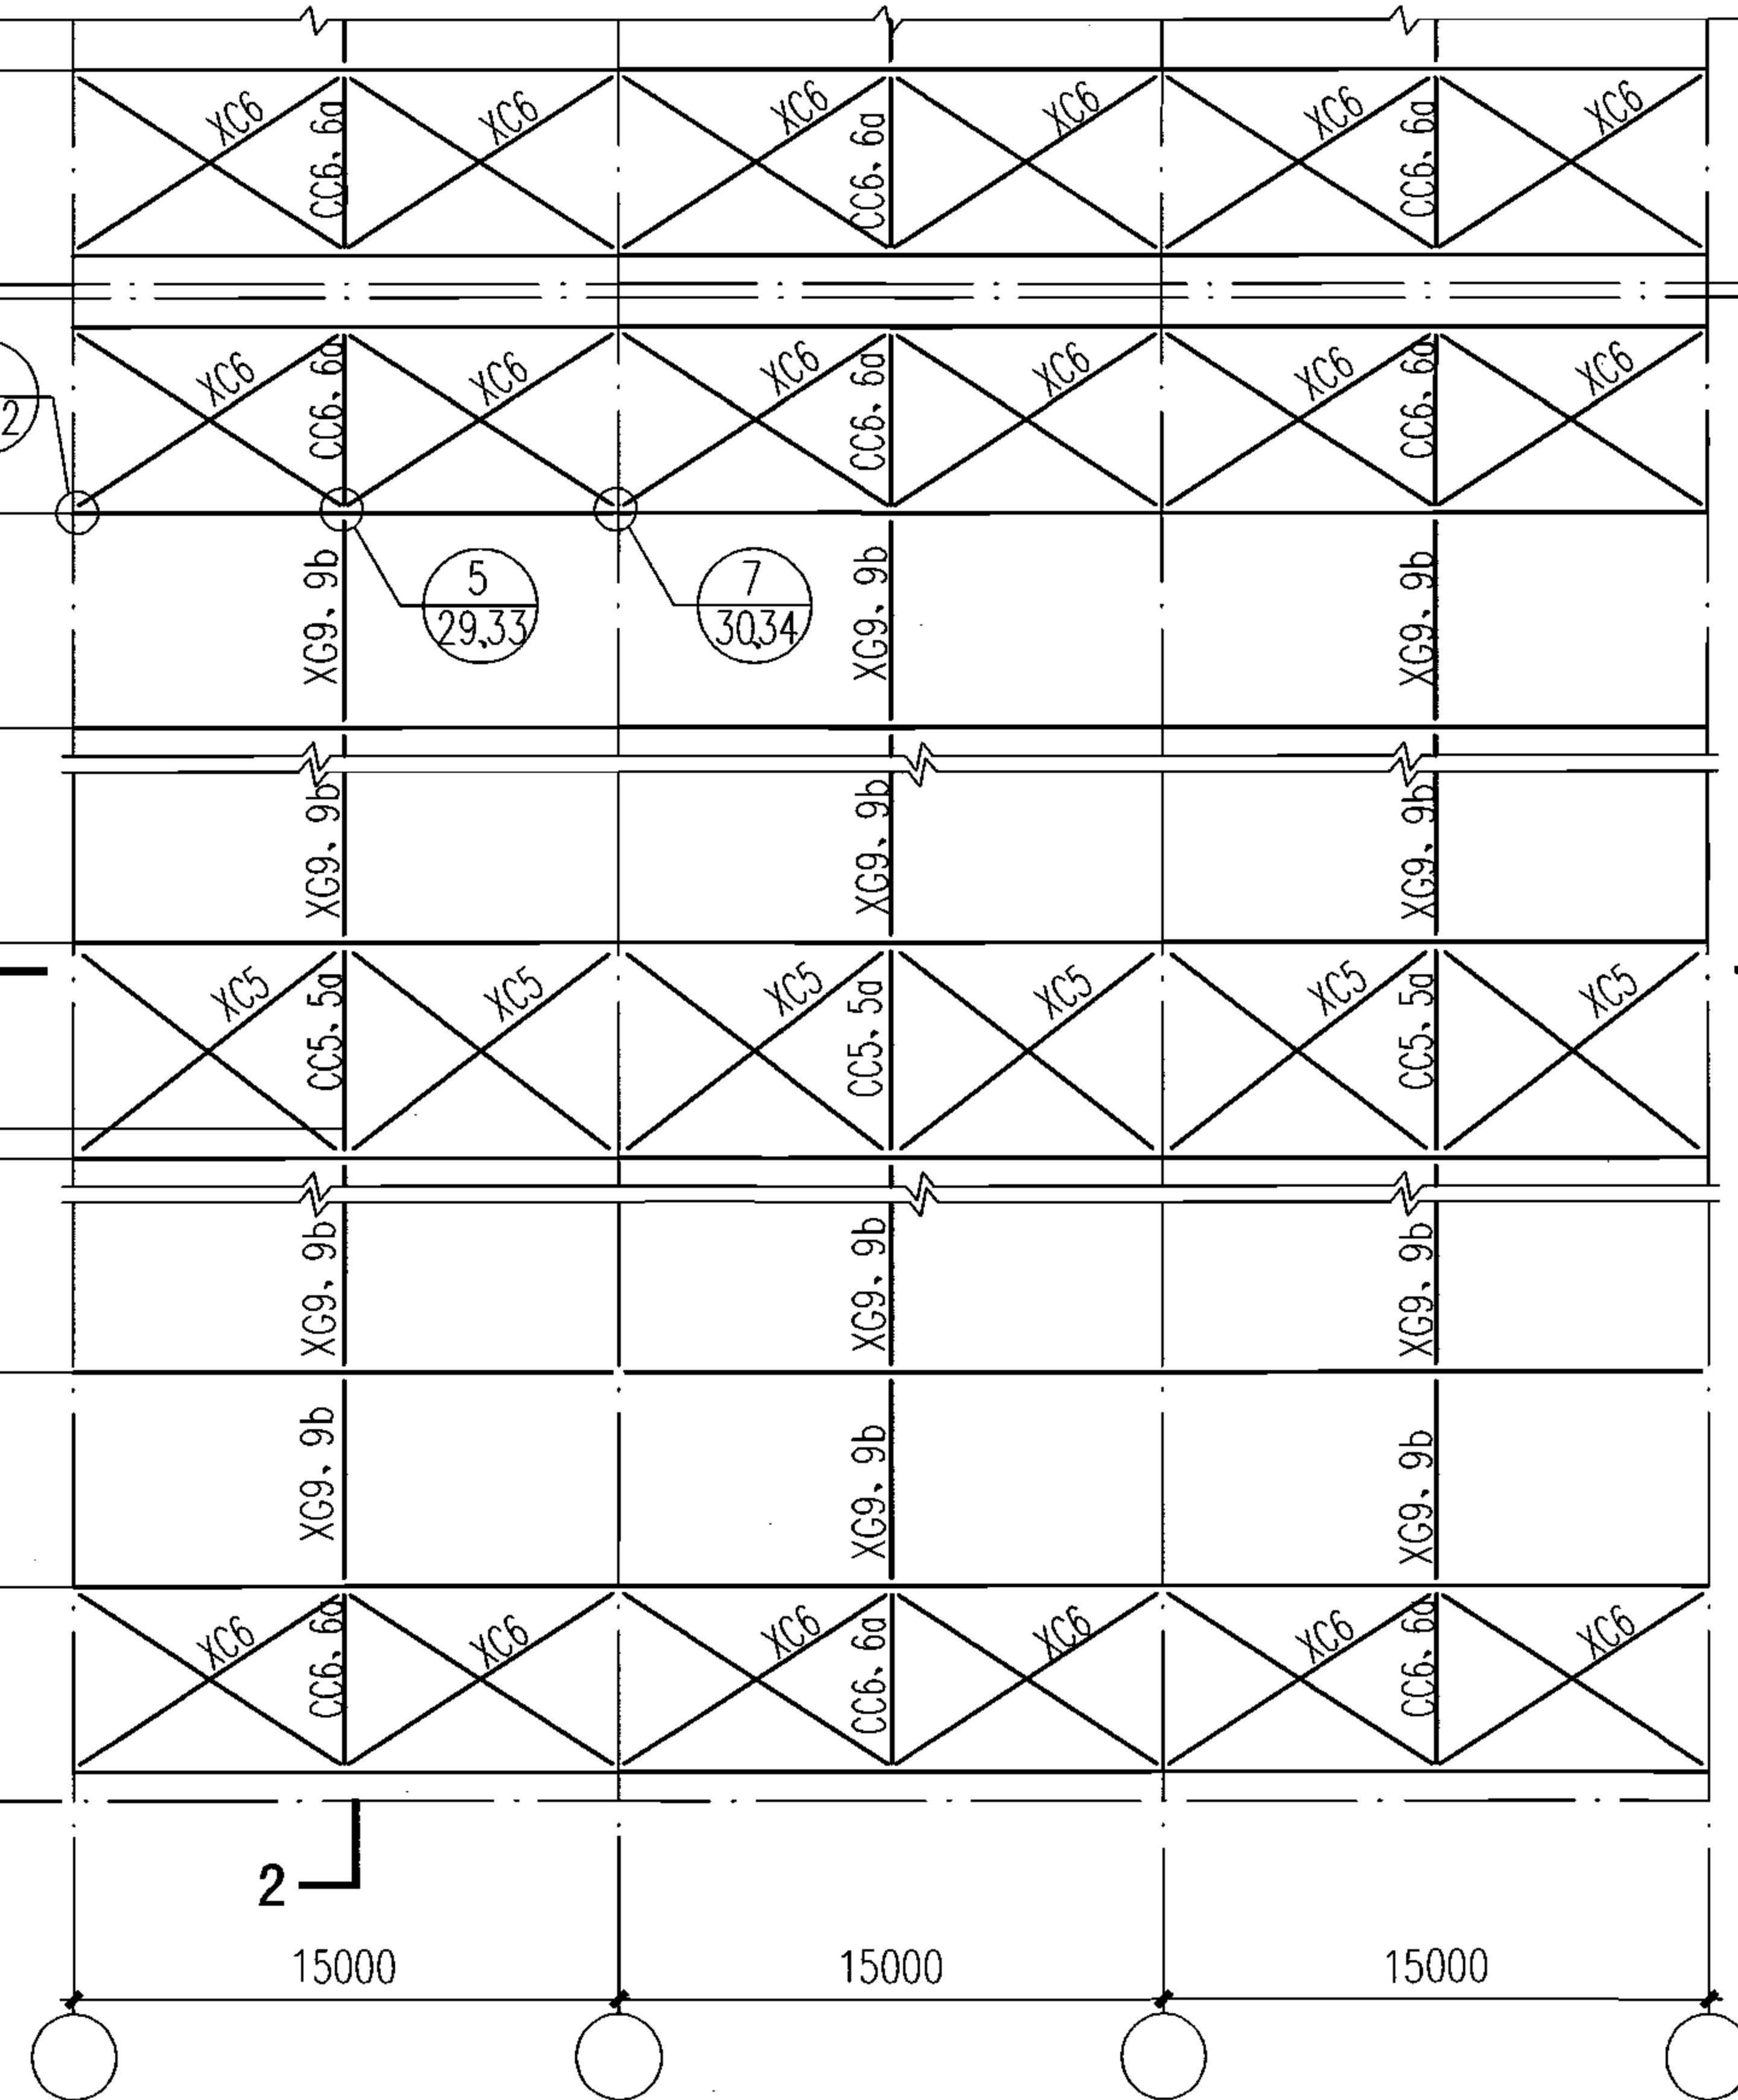 XC6 CC6、6a XC6 XC6 CC6、6a XC6 XC6 CC6、6a XC6
XC6 CC6、6a XC6 XC6 CC6、6a XC6 XC6 CC6、6a XC6
2
XG9、9b XG9、9b XG9、9b
5
29,33
7
30,34
XG9、9b XG9、9b XG9、9b
XC5 CC5、5a XC5 XC5 CC5、5a XC5 XC5 CC5、5a XC5
XG9、9b XG9、9b XG9、9b
XG9、9b XG9、9b XG9、9b
XC6 CC6、6a XC6 XC6 CC6、6a XC6 XC6 CC6、6a XC6
2
15000 15000 15000